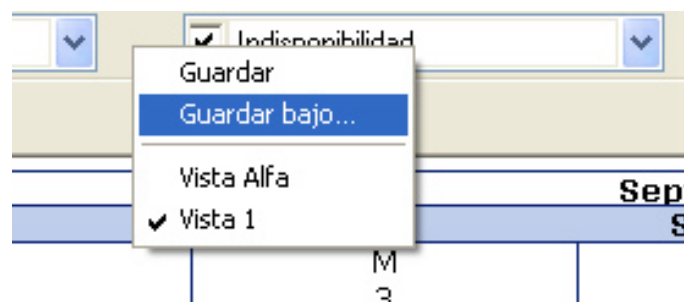 Indisponibilidad
Guardar
Guardar bajo...
Vista Alfa
Vista 1
Sep
S
M
3